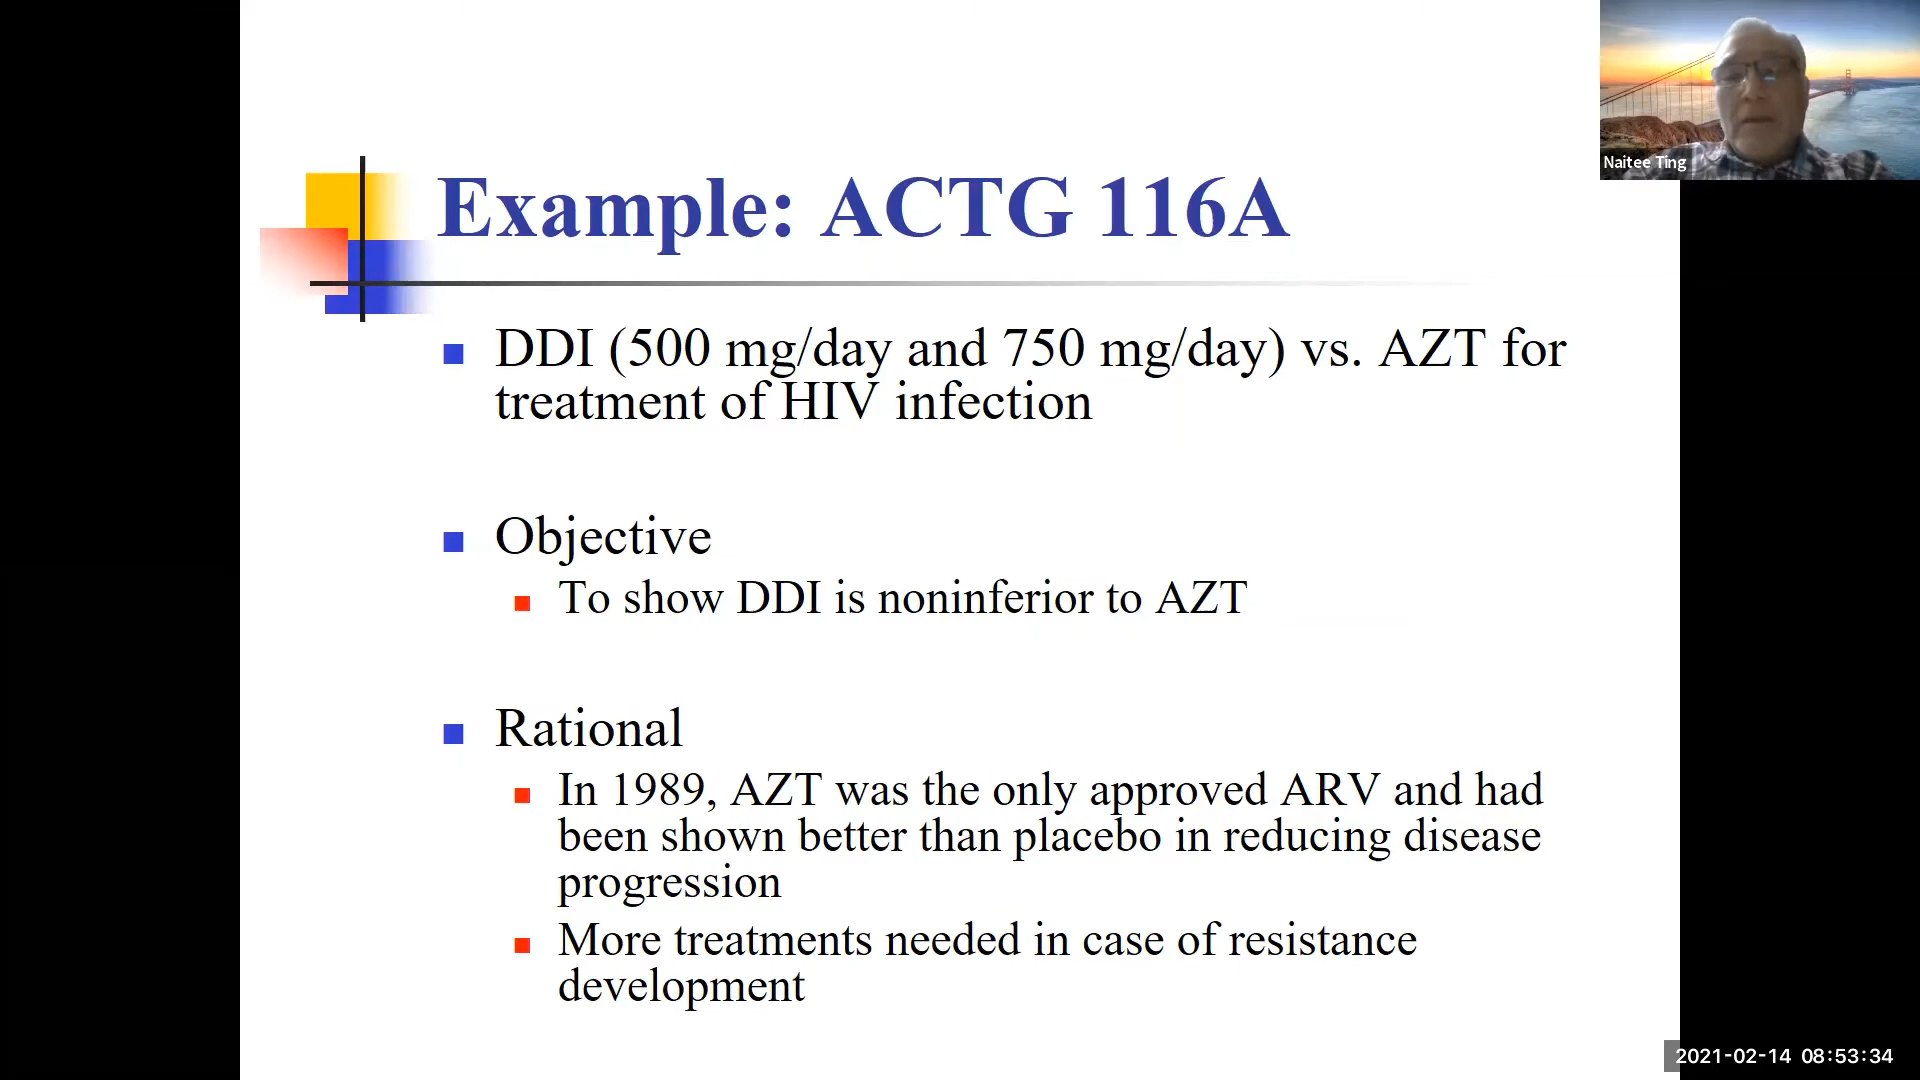 Naitee Ting
Example: ACTG 116A
DDI (500 mg/day and 750 mg/day) vs. AZT for
treatment of HIV infection
Objective
To show DDI is noninferior to AZT
Rational
In 1989, AZT was the only approved ARV and had
been shown better than placebo in reducing disease
progression
More treatments needed in case of resistance
development
2021-02-14 08:53:34